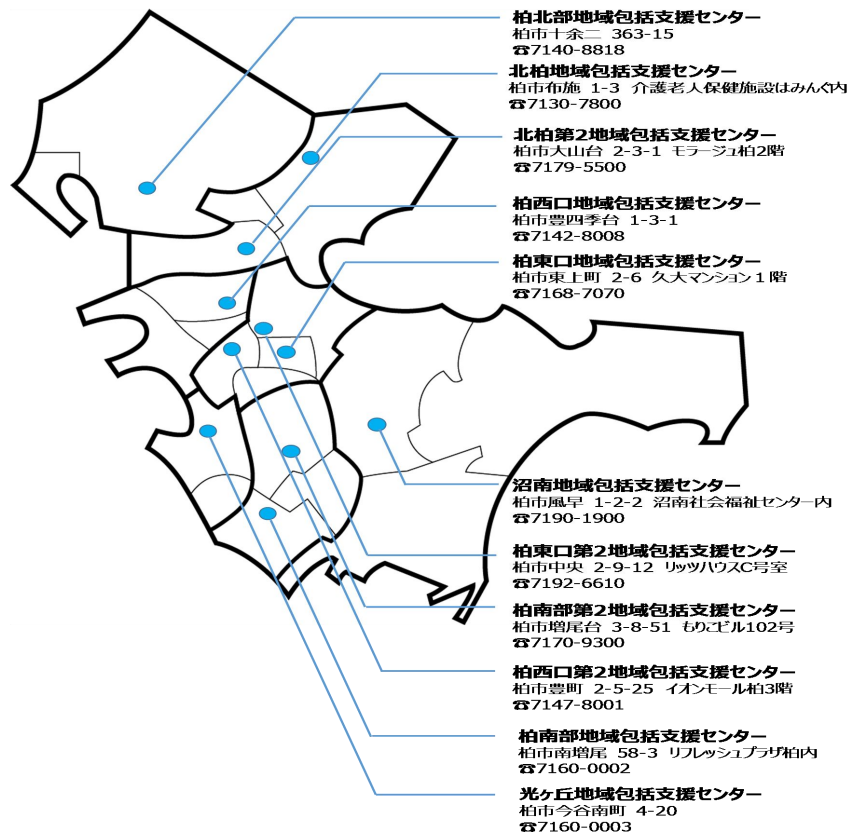 柏北部地域包括支援センター
柏市十余二 363-15
☎7140-8818
北柏地域包括支援センター
柏市布施 1-3 介護老人保健施設はみんぐ内
☎7130-7800
北柏第2地域包括支援センター
柏市大山台 2-3-1 モラージュ柏2階
☎7179-5500
柏西口地域包括支援センター
柏市豊四季台 1-3-1
☎7142-8008
柏東口地域包括支援センター
柏市東上町 2-6 久大マンション１階
☎7168-7070
沼南地域包括支援センター
柏市風早 1-2-2 沼南社会福祉センター内
☎7190-1900
柏東口第2地域包括支援センター
柏市中央 2-9-12 リッツハウスC号室
☎7192-6610
柏南部第2地域包括支援センター
柏市増尾台 3-8-51 もりこビル102号
☎7170-9300
柏西口第2地域包括支援センター
柏市豊町 2-5-25 イオンモール柏3階
☎7147-8001
柏南部地域包括支援センター
柏市南増尾 58-3 リフレッシュプラザ柏内
☎7160-0002
光ヶ丘地域包括支援センター
柏市今谷南町 4-20
☎7160-0003